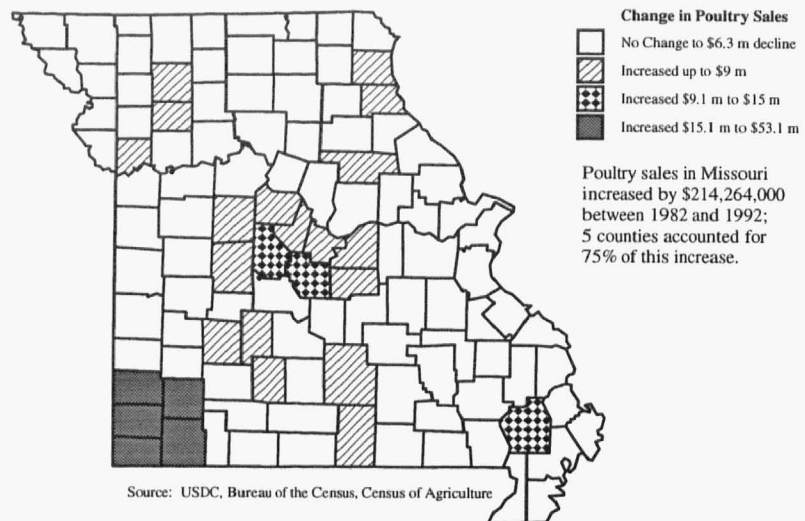 Change in Poultry Sales
No Change to $6.3 m decline
Increased up to $9 m
Increased $9.1 m to $15 m
Increased $15.1 m to $53.1 m
Poultry sales in Missouri
increased by $214,264,000
between 1982 and 1992;
5 counties accounted for
75% of this increase.
Source: USDC, Bureau of the Census, Census of Agriculture